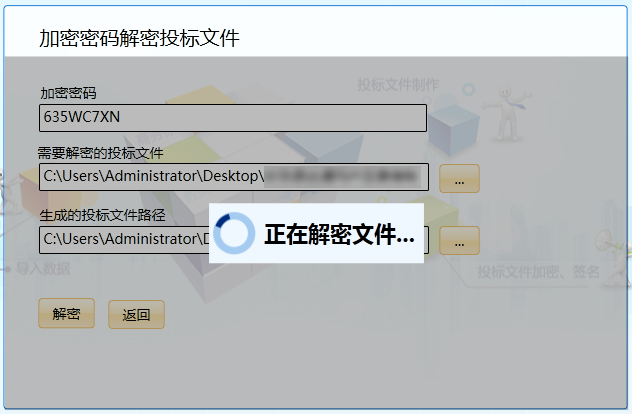 加密密码解密投标文件
投标文件制作
加密密码
635WC7XN
需要解密的投标文件
C:\Users\Administrator\Desktop\
...
生成的投标文件路径
C:\Users\Administrator\D
正在解密文件...
...
导入数据
投标文件加密、签名
解密
返回